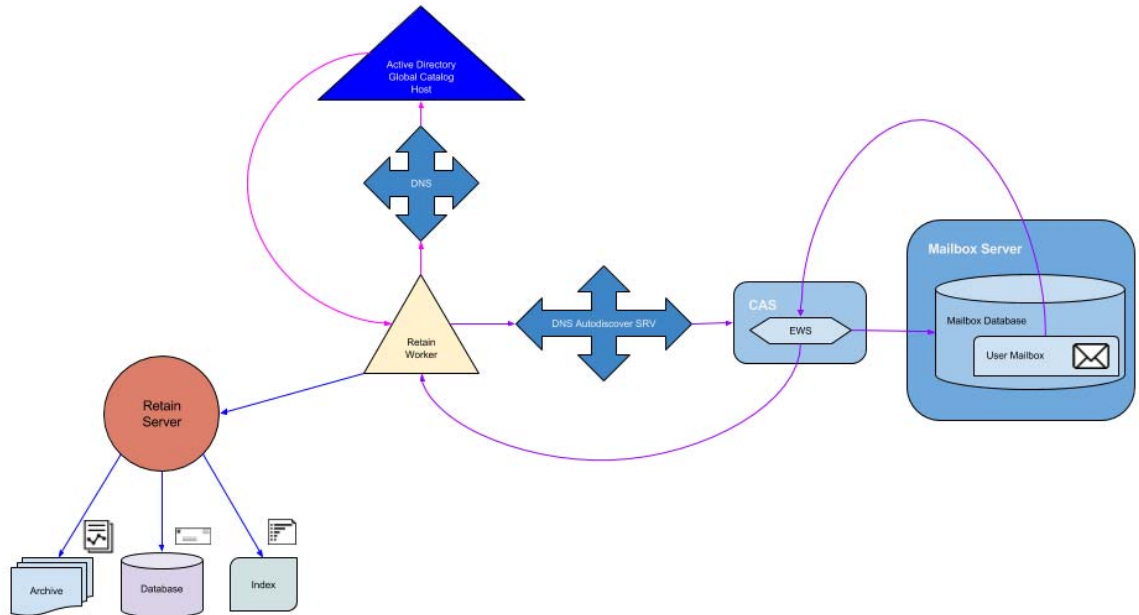 Active Directory
Global Catalog
Host
DNS
Mailbox Server
CAS
DNS Autodiscover SRV
EWS
Mailbox Database
User Mailbox
Retain
Worker
Retain
Server
Archive
Database
Index